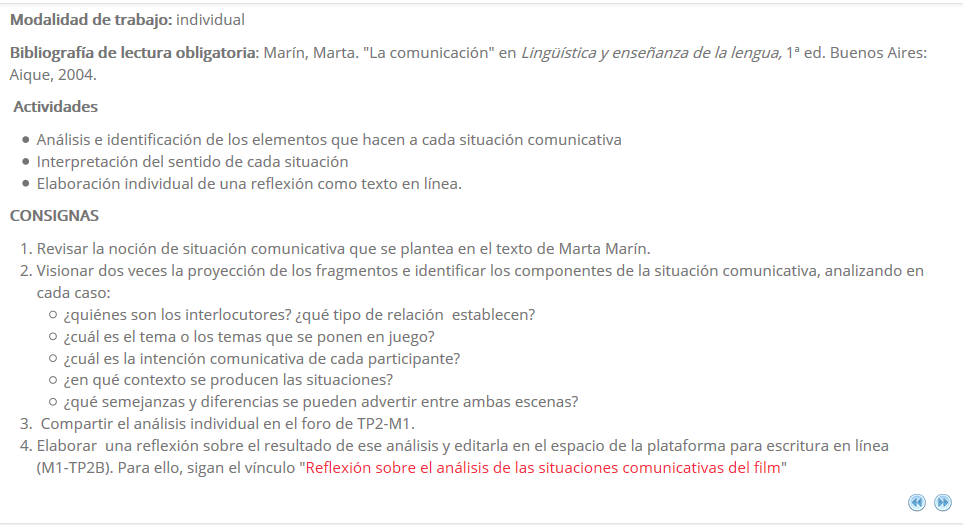 Modalidad de trabajo: individual
Bibliografía de lectura obligatoria: Marín, Marta. "La comunicación" en Lingüística y enseñanza de la lengua, 1ª ed. Buenos Aires:
Aique, 2004.
Actividades
● Análisis e identificación de los elementos que hacen a cada situación comunicativa
● Interpretación del sentido de cada situación
● Elaboración individual de una reflexión como texto en línea.
CONSIGNAS
1. Revisar la noción de situación comunicativa que se plantea en el texto de Marta Marín.
2. Visionar dos veces la proyección de los fragmentos e identificar los componentes de la situación comunicativa, analizando en
cada caso:
○ ¿quiénes son los interlocutores? ¿qué tipo de relación establecen?
○ ¿cuál es el tema o los temas que se ponen en juego?
○ ¿cuál es la intención comunicativa de cada participante?
○ ¿en qué contexto se producen las situaciones?
○ ¿qué semejanzas y diferencias se pueden advertir entre ambas escenas?
3. Compartir el análisis individual en el foro de TP2-M1.
4. Elaborar una reflexión sobre el resultado de ese análisis y editarla en el espacio de la plataforma para escritura en línea
(M1-TP2B). Para ello, sigan el vínculo "Reflexión sobre el análisis de las situaciones comunicativas del film"